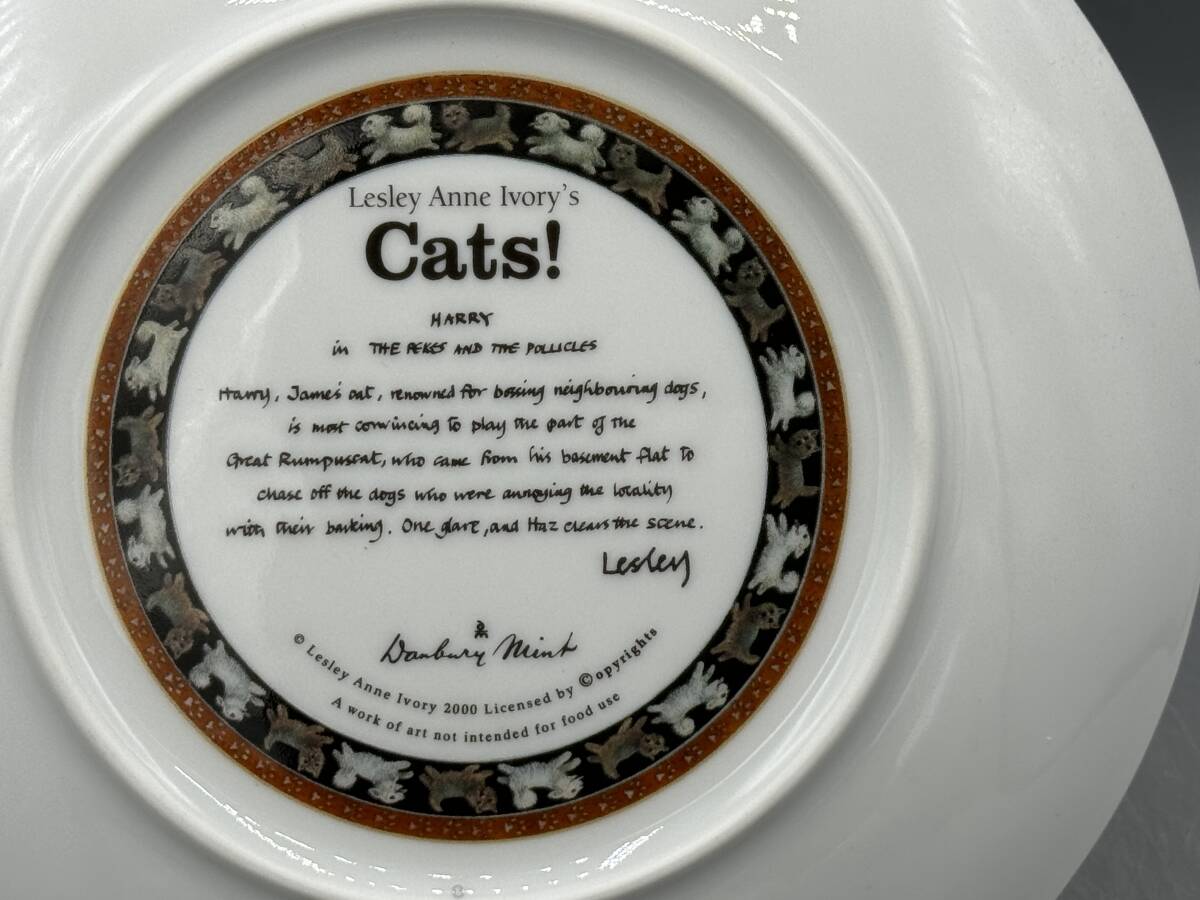 Lesley Anne Ivory's
Cats!
HARRY
in THE PEKES AND THE POLLICLES
Harry, James' cat, renowned for bossing neighbouring dogs,
is most convincing to play the part of the
Great Rumpuscat, who came from his basement flat to
chase off the dogs who were annoying the locality
with their barking. One glare, and Haz clears the scene.
Lesley
Danbury Mint
© Lesley Anne Ivory 2000 Licensed by ©opyrights
A work of art not intended for food use